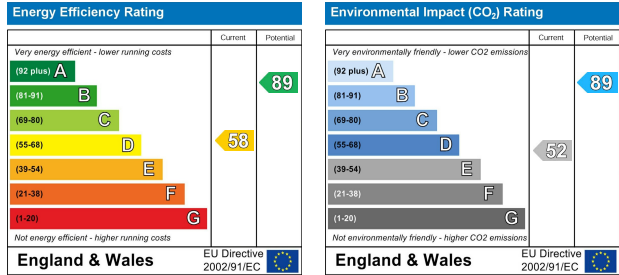 Energy Efficiency Rating
Current
Potential
Very energy efficient - lower running costs
(92 plus) A
(81-91) B
(69-80) C
(55-68) D
(39-54) E
(21-38) F
(1-20) G
58
89
Not energy efficient - higher running costs
England & Wales
EU Directive
2002/91/EC
Environmental Impact (CO₂) Rating
Current
Potential
Very environmentally friendly - lower CO2 emissions
(92 plus) A
(81-91) B
(69-80) C
(55-68) D
(39-54) E
(21-38) F
(1-20) G
52
89
Not environmentally friendly - higher CO2 emissions
England & Wales
EU Directive
2002/91/EC